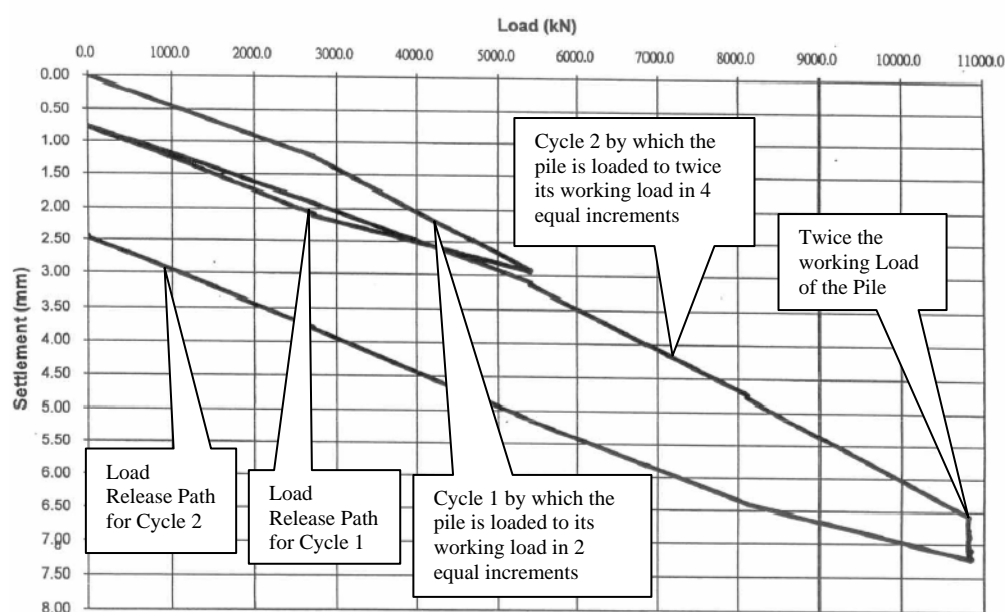 Load (kN)
0.0 1000.0 2000.0 3000.0 4000.0 5000.0 6000.0 7000.0 8000.0 9000.0 10000.0 11000.0
Settlement (mm)
0.00
0.50
1.00
1.50
2.00
2.50
3.00
3.50
4.00
4.50
5.00
5.50
6.00
6.50
7.00
7.50
8.00
Cycle 2 by which the
pile is loaded to twice
its working load in 4
equal increments
Twice the
working Load
of the Pile
Load
Release Path
for Cycle 2
Load
Release Path
for Cycle 1
Cycle 1 by which the
pile is loaded to its
working load in 2
equal increments